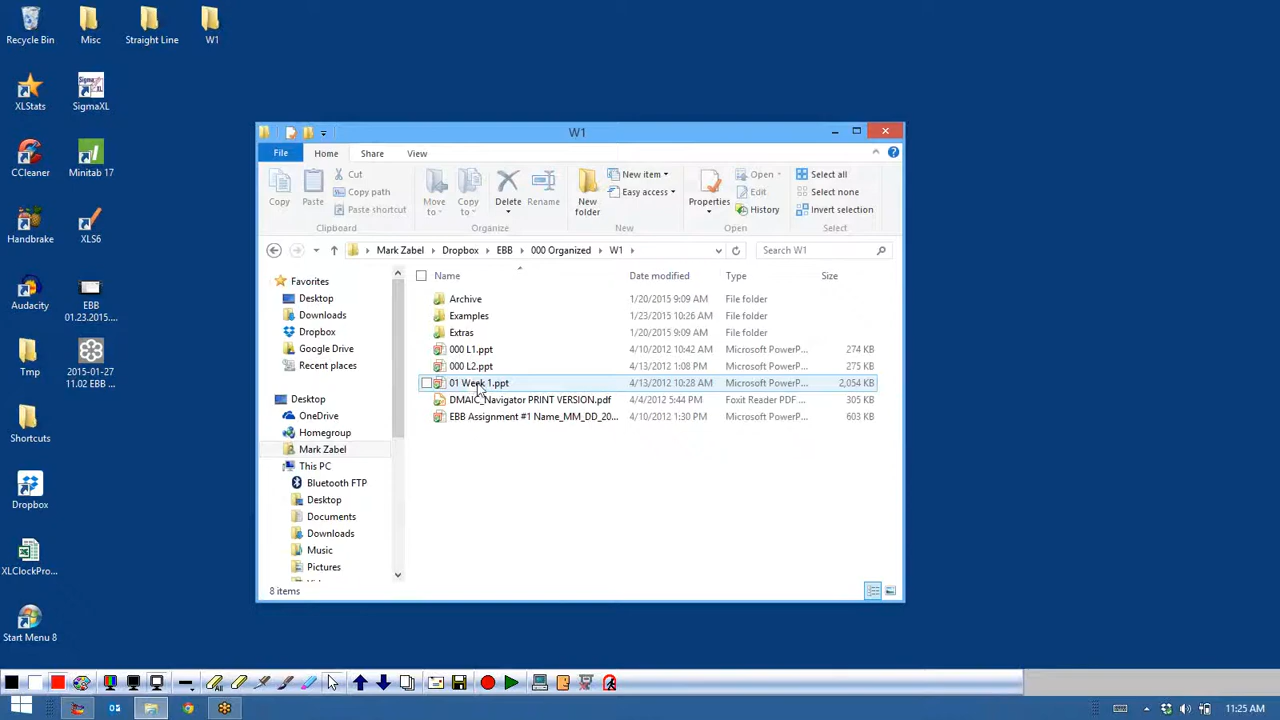 Recycle Bin
Misc
Straight Line
W1
XLStats
SigmaXL
CCleaner
Minitab 17
Handbrake
XLS6
Audacity
EBB
01.23.2015....
Tmp
2015-01-27
11.02 EBB ...
Shortcuts
Dropbox
XLClockPro...
Start Menu 8
W1
File
Home
Share
View
Copy
Paste
Cut
Copy path
Paste shortcut
Clipboard
Move
to
Copy
to
Delete
Rename
Organize
New
folder
New item
Easy access
New
Properties
Open
Edit
History
Open
Select all
Select none
Invert selection
Select
Mark Zabel
Dropbox
EBB
000 Organized
W1
Search W1
Favorites
Desktop
Downloads
Dropbox
Google Drive
Recent places
Desktop
OneDrive
Homegroup
Mark Zabel
This PC
Bluetooth FTP
Desktop
Documents
Downloads
Music
Pictures
Name Date modified Type Size
Archive 1/20/2015 9:09 AM File folder
Examples 1/23/2015 10:26 AM File folder
Extras 1/20/2015 9:09 AM File folder
000 L1.ppt 4/10/2012 10:42 AM Microsoft PowerP... 274 KB
000 L2.ppt 4/13/2012 1:08 PM Microsoft PowerP... 275 KB
01 Week 1.ppt 4/13/2012 10:28 AM Microsoft PowerP... 2,054 KB
DMAIC_Navigator PRINT VERSION.pdf 4/4/2012 5:44 PM Foxit Reader PDF ... 305 KB
EBB Assignment #1 Name_MM_DD_20... 4/10/2012 1:30 PM Microsoft PowerP... 603 KB
8 items
11:25 AM